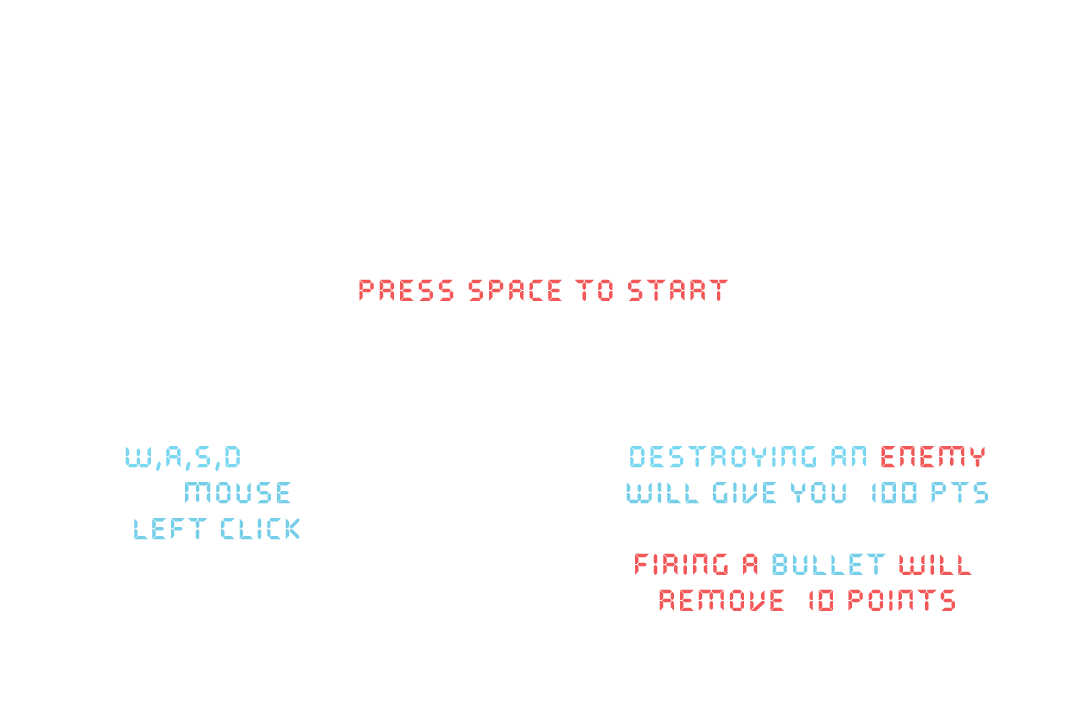 PRESS SPACE TO START
W,A,S,D
MOUSE
LEFT CLICK
DESTROYING AN ENEMY
WILL GIVE YOU 100 PTS
FIRING A BULLET WILL
REMOVE 10 POINTS